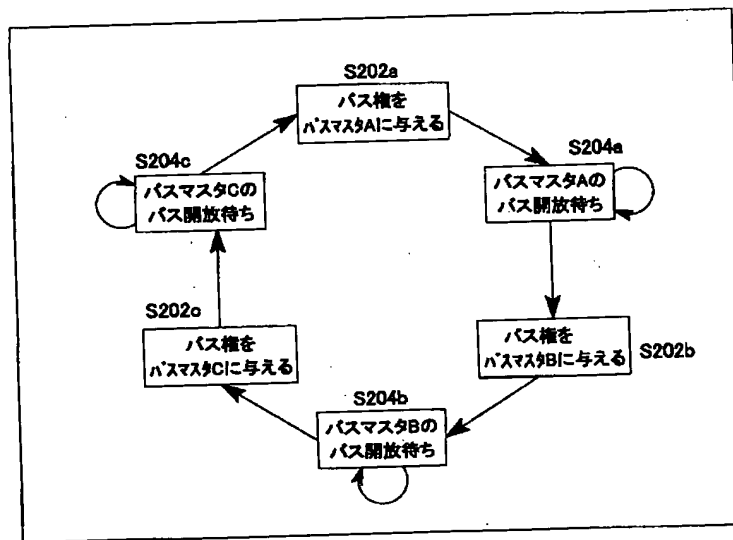 S202a
バス権を
バスマスタAに与える
S204a
バスマスタAの
バス開放待ち
S204c
バスマスタCの
バス開放待ち
S202c
バス権を
バスマスタCに与える
バス権を
バスマスタBに与える
S202b
S204b
バスマスタBの
バス開放待ち